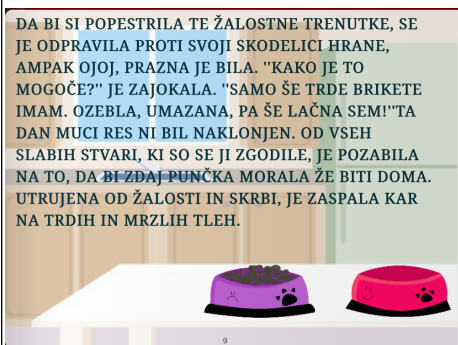 DA BI SI POPESTRILA TE ŽALOSTNE TRENUTKE, SE
JE ODPRAVILA PROTI SVOJI SKODELICI HRANE,
AMPAK OJOJ, PRAZNA JE BILA. "KAKO JE TO
MOGOČE?" JE ZAJOKALA. "SAMO ŠE TRDE BRIKETE
IMAM. OZEBLA, UMAZANA, PA ŠE LAČNA SEM!"TA
DAN MUCI RES NI BIL NAKLONJEN. OD VSEH
SLABIH STVARI, KI SO SE JI ZGODILE, JE POZABILA
NA TO, DA BI ZDAJ PUNČKA MORALA ŽE BITI DOMA.
UTRUJENA OD ŽALOSTI IN SKRBI, JE ZASPALA KAR
NA TRDIH IN MRZLIH TLEH.
9